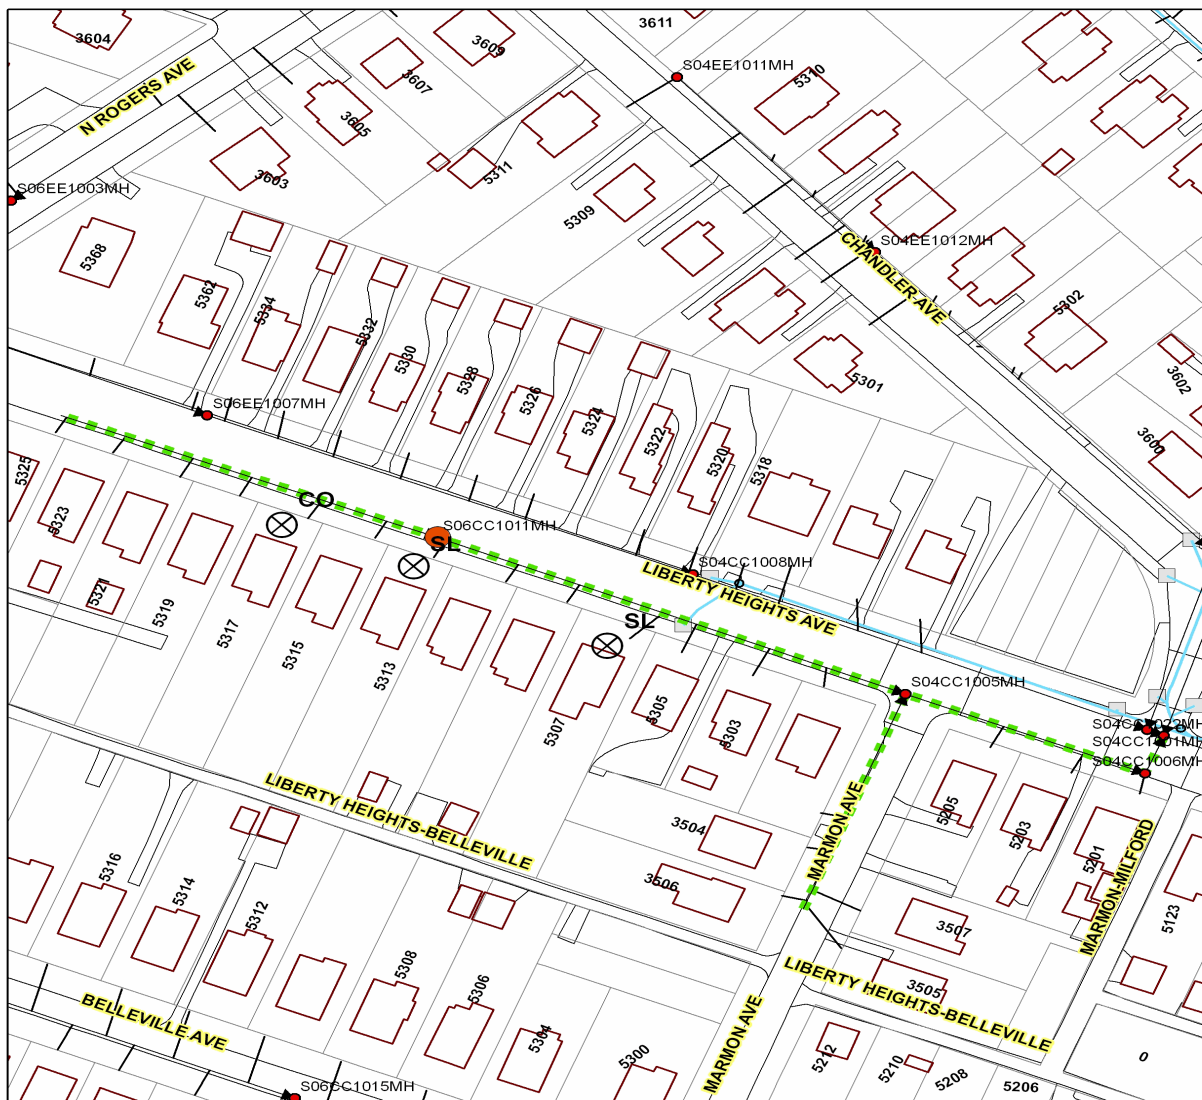 3604
N ROGERS AVE
3609
3607
3605
3603
3611
S04EE1011MH
5310
5311
5309
S06EE1003MH
S04EE1012MH
CHANDLER AVE
5302
5301
3602
3600
5368
5362
5334
5332
5330
5328
5326
5324
5322
5320
5318
S06EE1007MH
CO
S06CC1011MH
SL
S04CC1008MH
LIBERTY HEIGHTS AVE
SL
5325
5323
5321
5319
5317
5315
5313
5307
5305
5303
S04CC1005MH
S04CC1022MH
S04CC1001MH
S04CC1006MH
LIBERTY HEIGHTS-BELLEVILLE
MARMON AVE
3504
3506
5205
5203
5201
MARMON-MILFORD
5123
3507
3505
LIBERTY HEIGHTS-BELLEVILLE
5316
5314
5312
5308
5306
5304
5300
BELLEVILLE AVE
MARMON AVE
5212
5210
5208
5206
0
S06CC1015MH